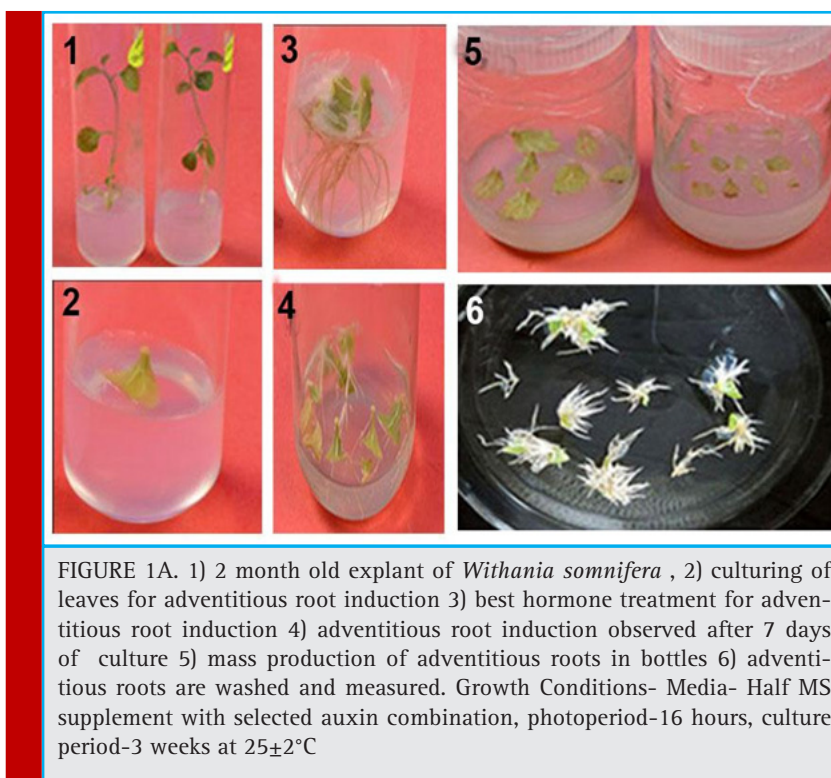 1
3
5
2
4
6
FIGURE 1A. 1) 2 month old explant of Withania somnifera , 2) culturing of
leaves for adventitious root induction 3) best hormone treatment for adven-
titious root induction 4) adventitious root induction observed after 7 days
of culture 5) mass production of adventitious roots in bottles 6) adventi-
tious roots are washed and measured. Growth Conditions- Media- Half MS
supplement with selected auxin combination, photoperiod-16 hours, culture
period-3 weeks at 25±2°C